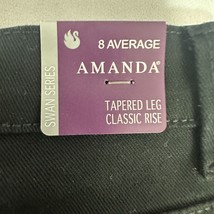 8 AVERAGE
SWAN SERIES
AMANDA®
TAPERED LEG
CLASSIC RISE